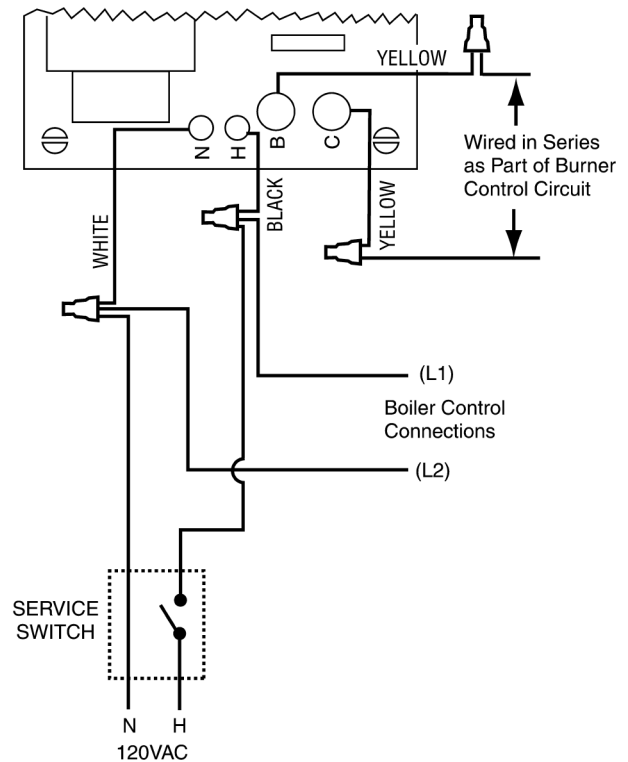 YELLOW
N
H
B
C
Wired in Series
as Part of Burner
Control Circuit
WHITE
BLACK
YELLOW
(L1)
Boiler Control
Connections
(L2)
SERVICE
SWITCH
N H
120VAC